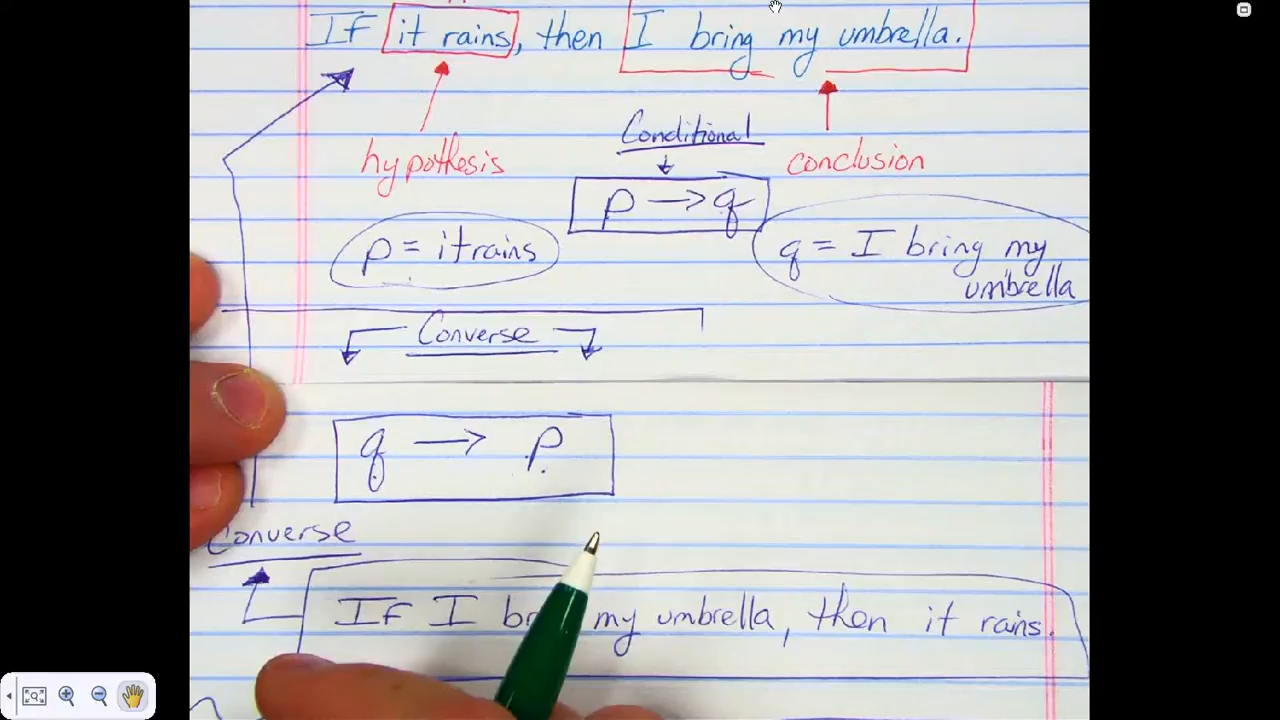 IF it rains, then I bring my umbrella.
Conditional
hypothesis
conclusion
p → q
p = it rains
q = I bring my
umbrella
Converse
q → p
Converse
IF I my umbrella, then it rains.